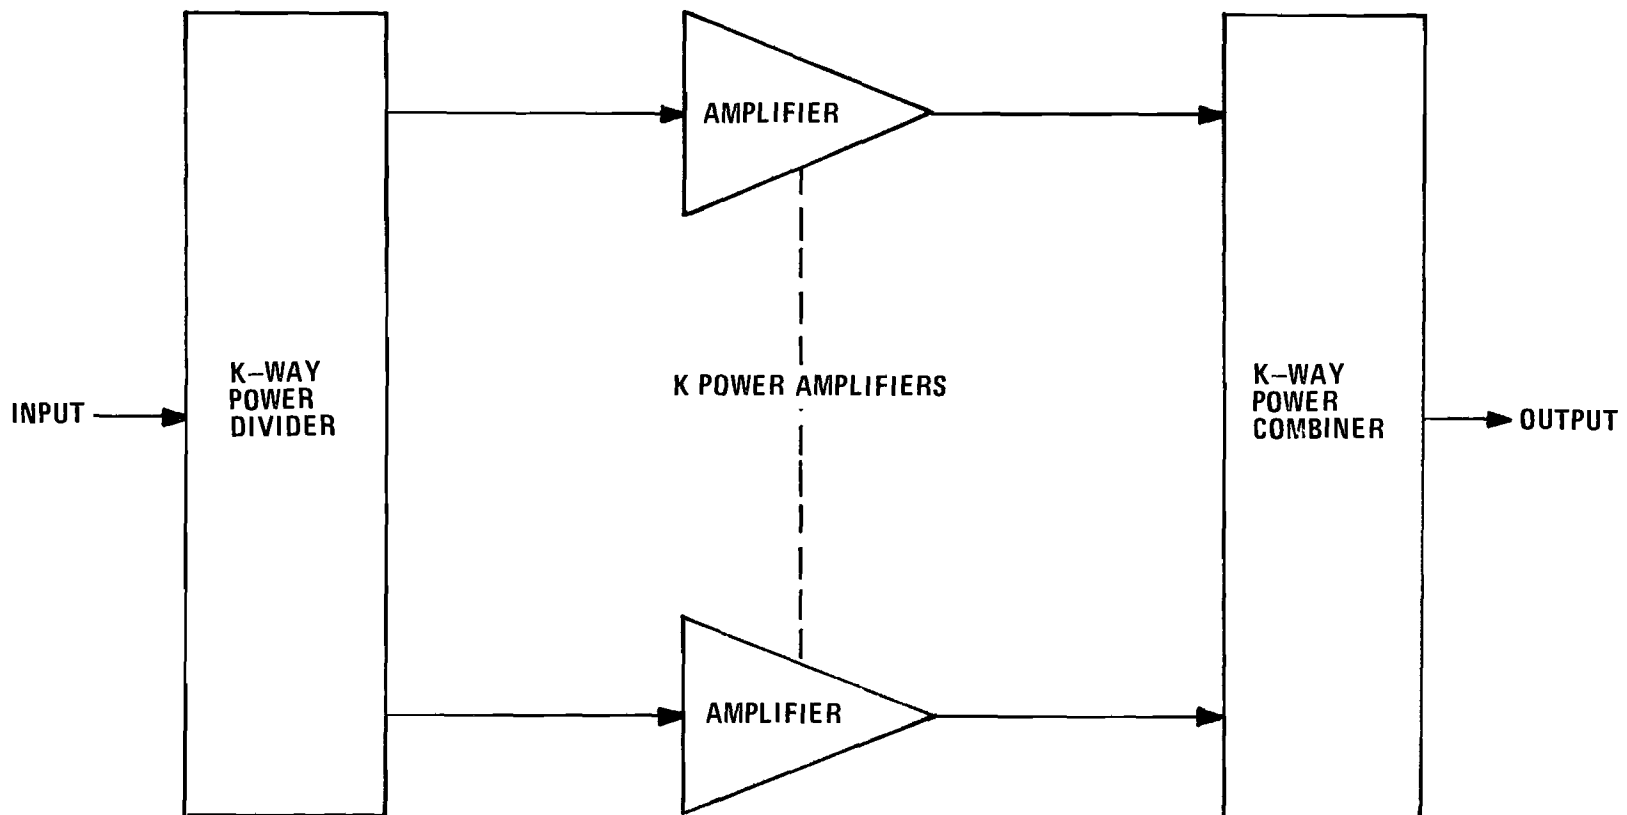 AMPLIFIER
K–WAY
POWER
DIVIDER
K POWER AMPLIFIERS
K–WAY
POWER
COMBINER
INPUT
OUTPUT
AMPLIFIER